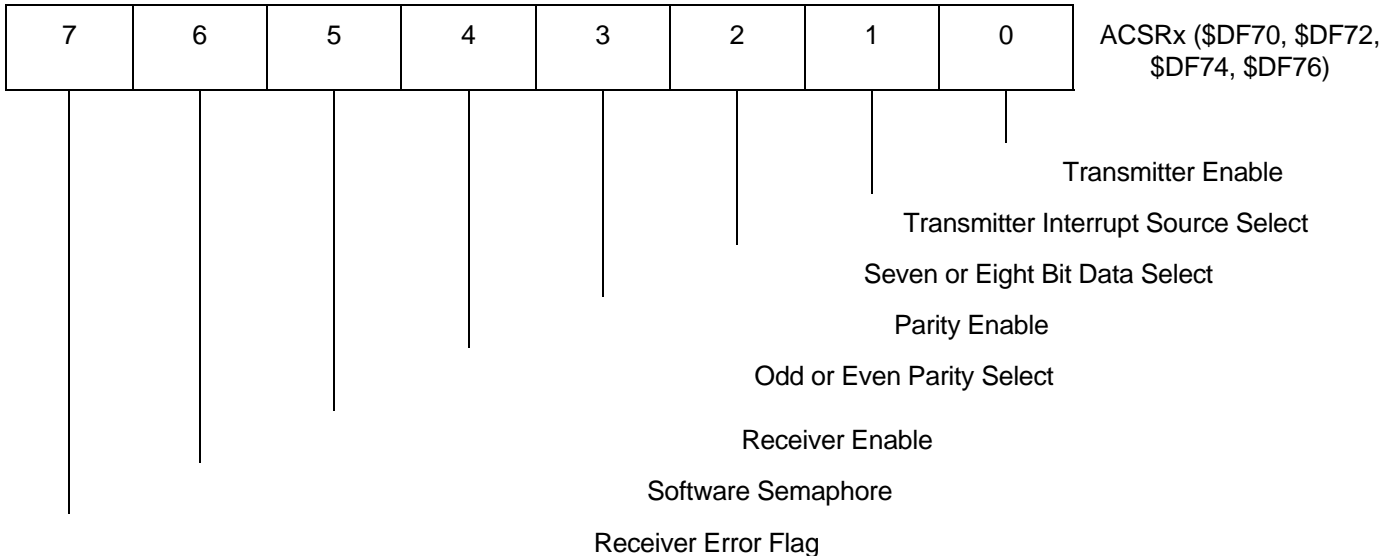 7 6 5 4 3 2 1 0 ACSRx ($DF70, $DF72,
$DF74, $DF76)
Transmitter Enable
Transmitter Interrupt Source Select
Seven or Eight Bit Data Select
Parity Enable
Odd or Even Parity Select
Receiver Enable
Software Semaphore
Receiver Error Flag